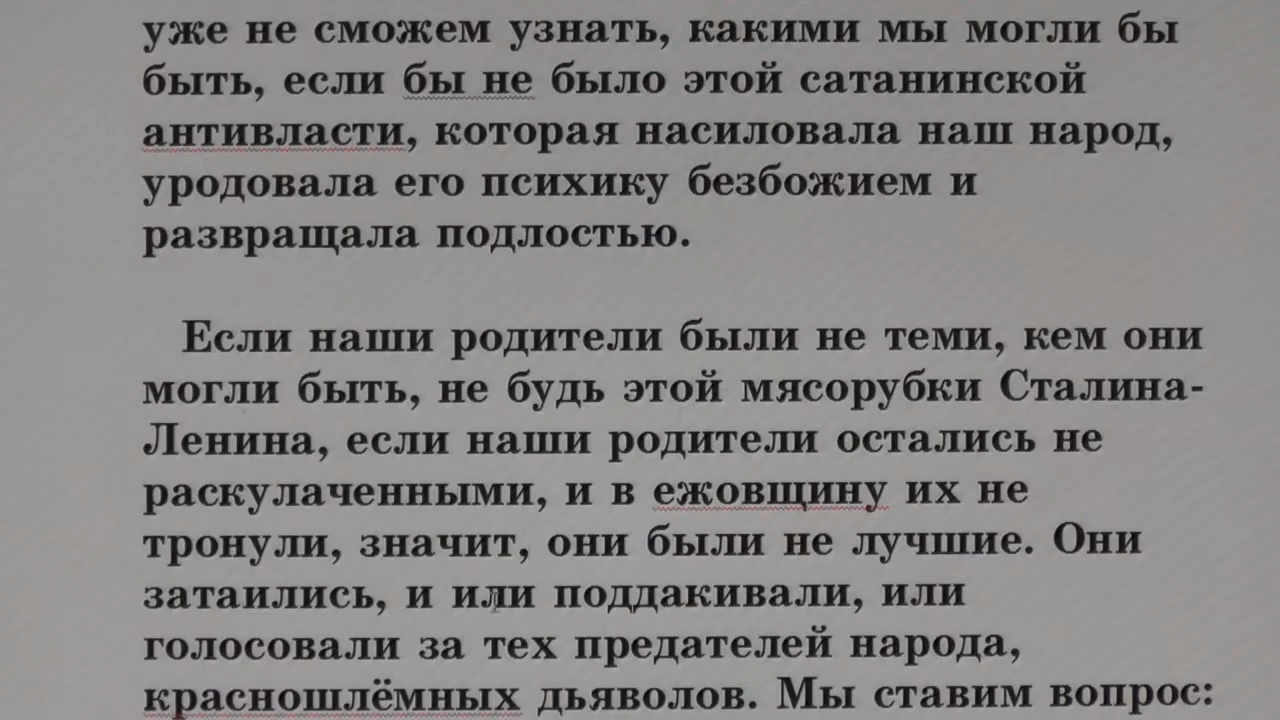 уже не сможем узнать, какими мы могли бы
быть, если бы не было этой сатанинской
антивласти, которая насиловала наш народ,
уродовала его психику безбожием и
развращала подлостью.
Если наши родители были не теми, кем они
могли быть, не будь этой мясорубки Сталина-
Ленина, если наши родители остались не
раскулаченными, и в ежовщину их не
тронули, значит, они были не лучшие. Они
затаились, и или поддакивали, или
голосовали за тех предателей народа,
красношлёмных дьяволов. Мы ставим вопрос: